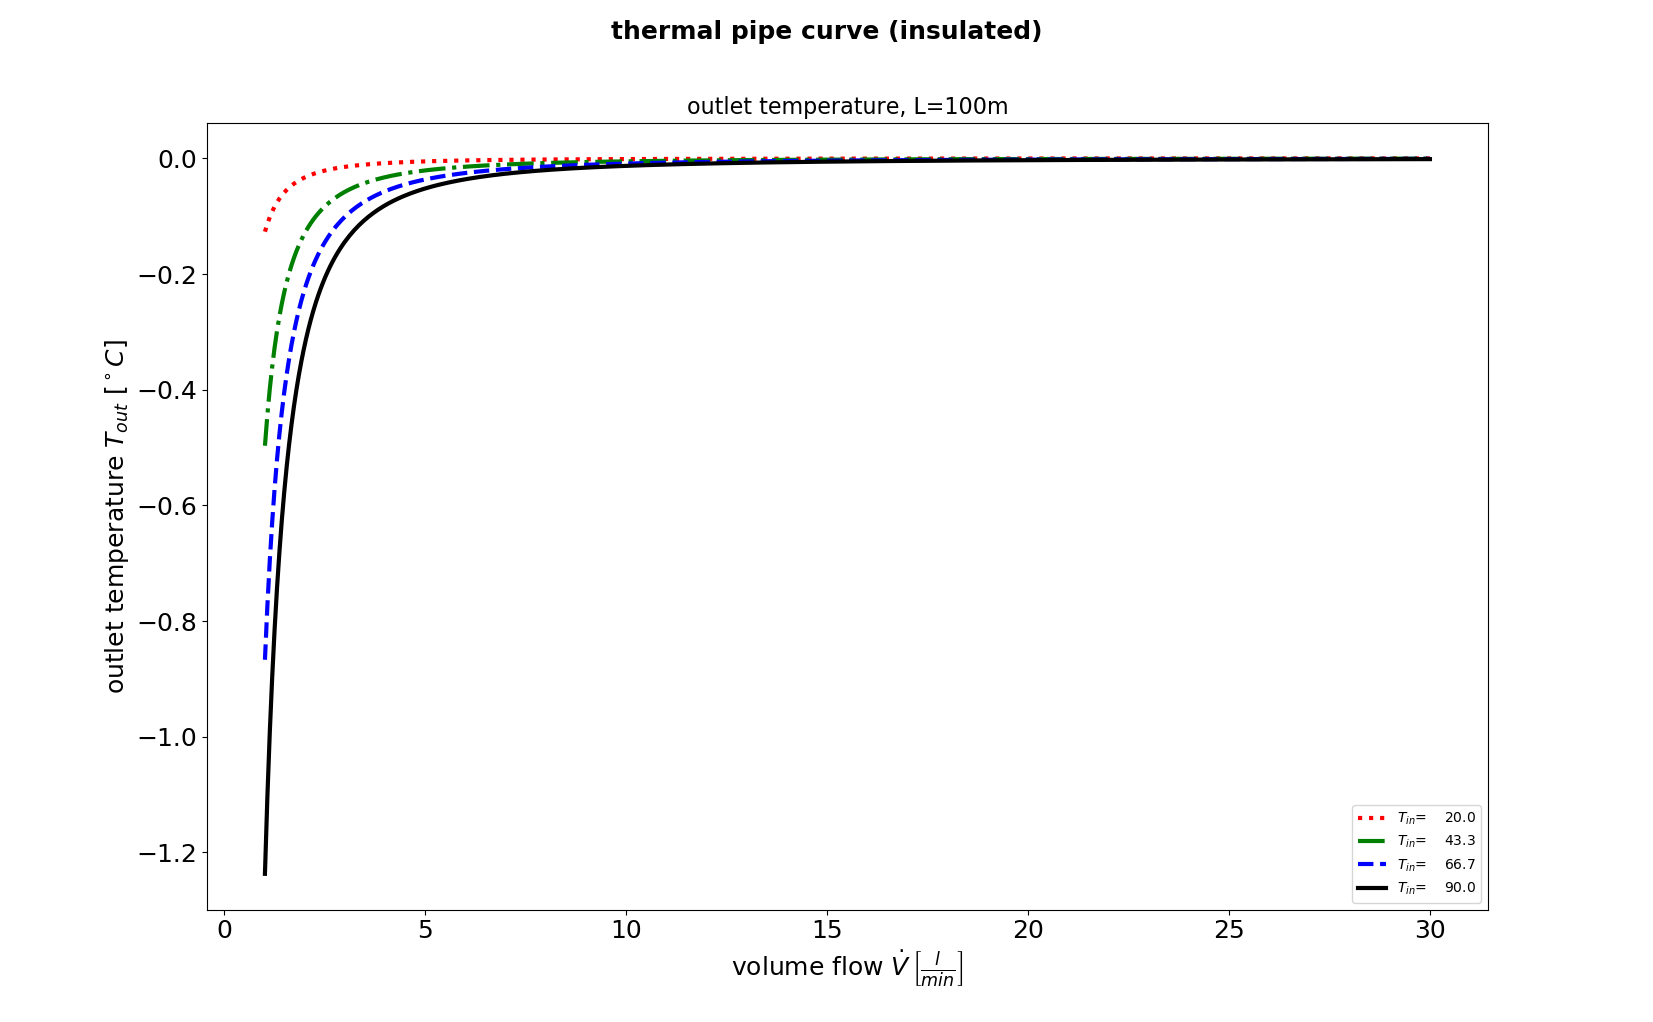 thermal pipe curve (insulated)
outlet temperature, L=100m
outlet temperature T_out [°C]
0.0
−0.2
−0.4
−0.6
−0.8
−1.0
−1.2
0 5 10 15 20 25 30
volume flow V̇ [l/min]
T_in= 20.0
T_in= 43.3
T_in= 66.7
T_in= 90.0